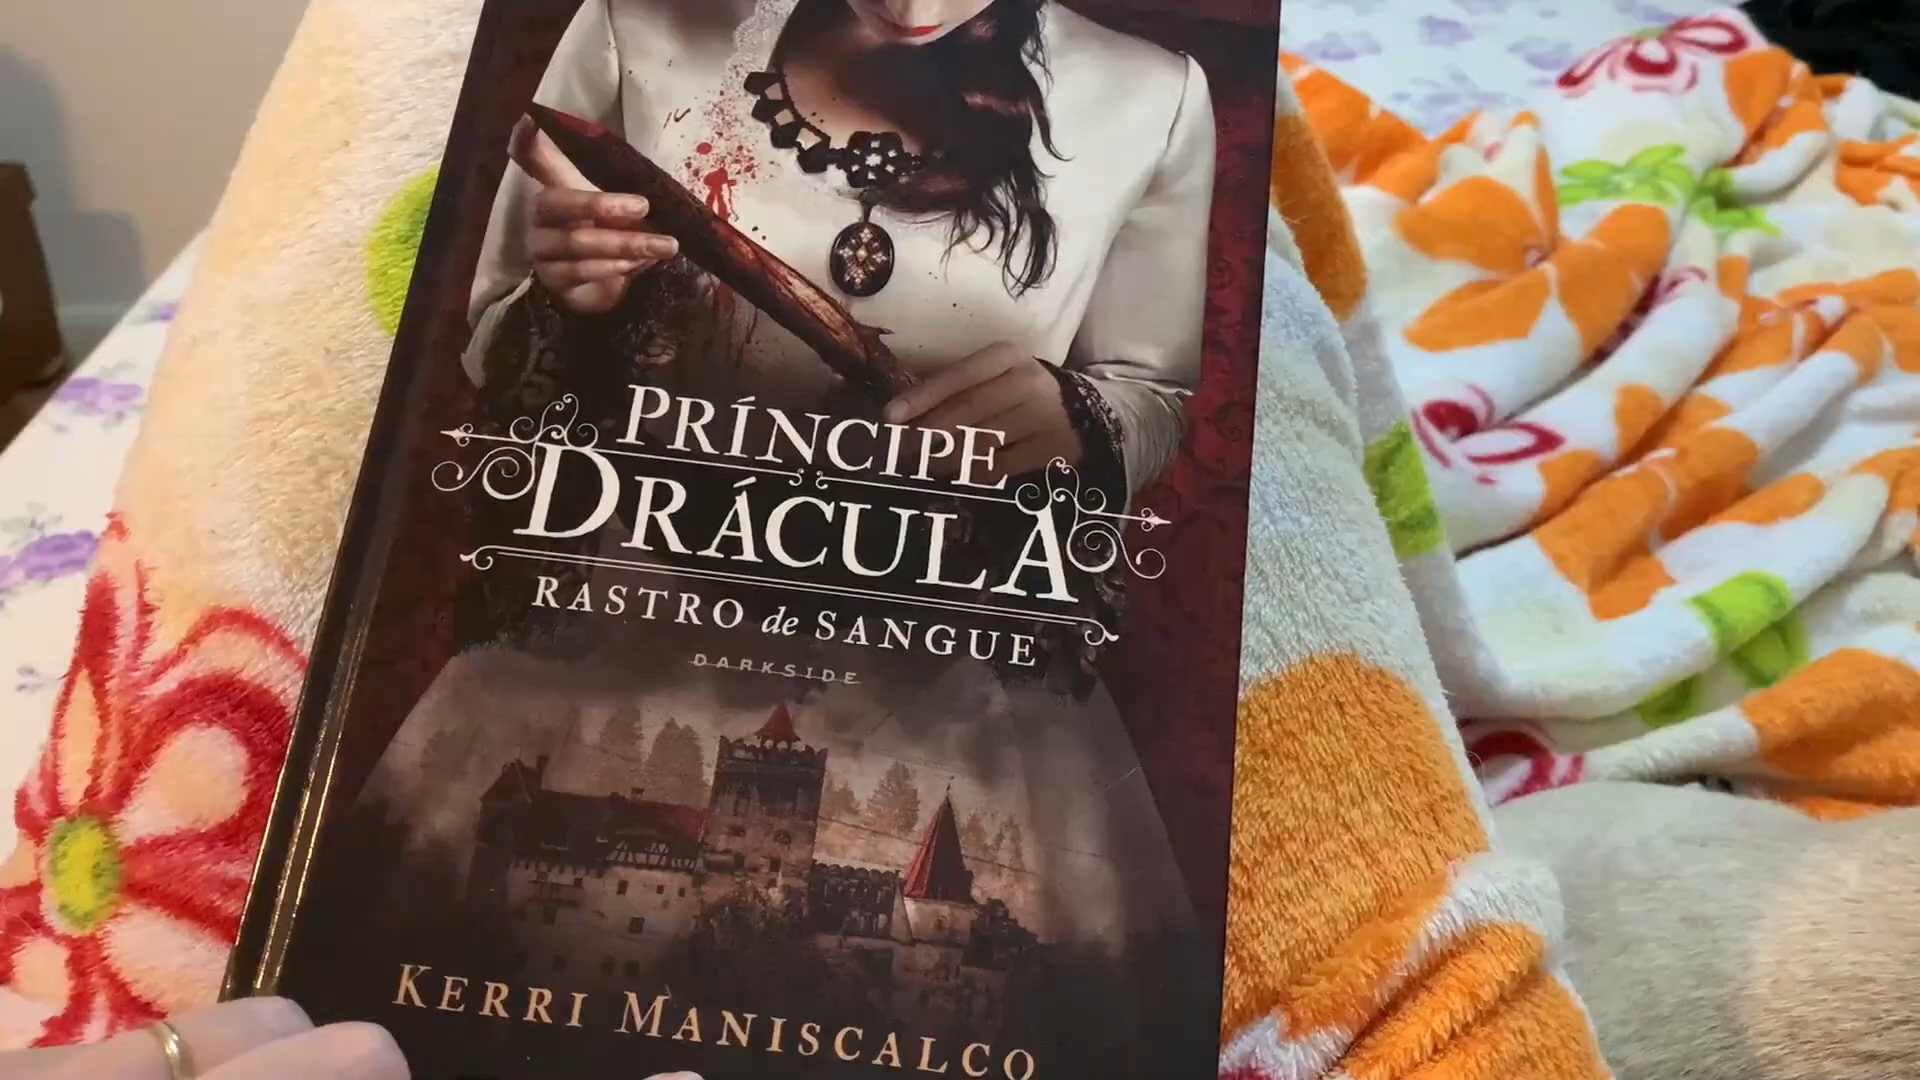 PRÍNCIPE
DRÁCULA
RASTRO de SANGUE
DARKSIDE
KERRI MANISCALCO